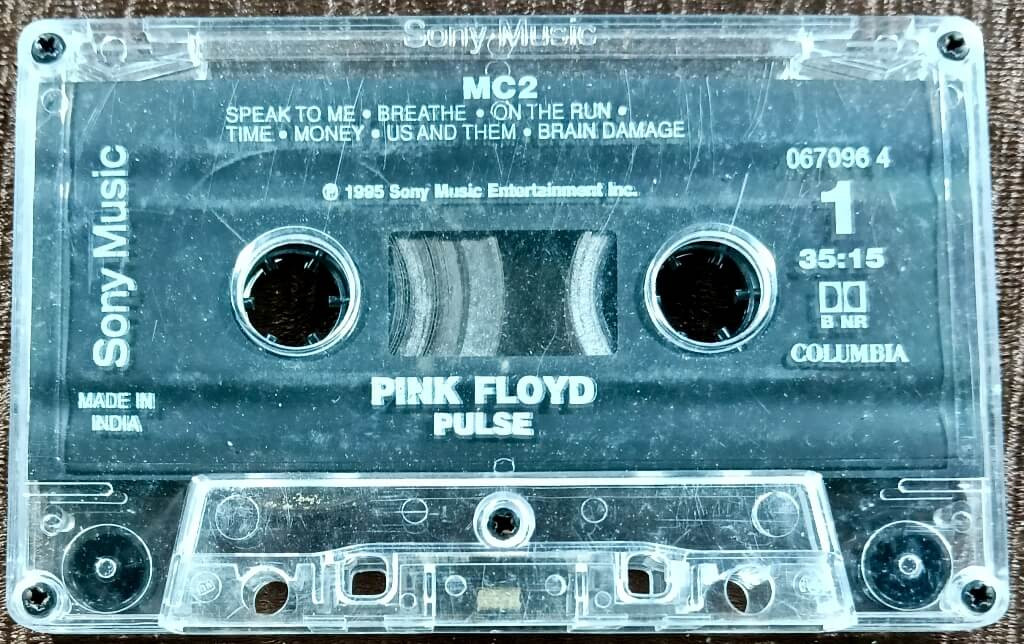 Sony Music
MC2
SPEAK TO ME • BREATHE • ON THE RUN •
TIME • MONEY • US AND THEM • BRAIN DAMAGE
℗ 1995 Sony Music Entertainment Inc.
067096 4
1
35:15
B NR
COLUMBIA
Sony Music
MADE IN
INDIA
PINK FLOYD
PULSE